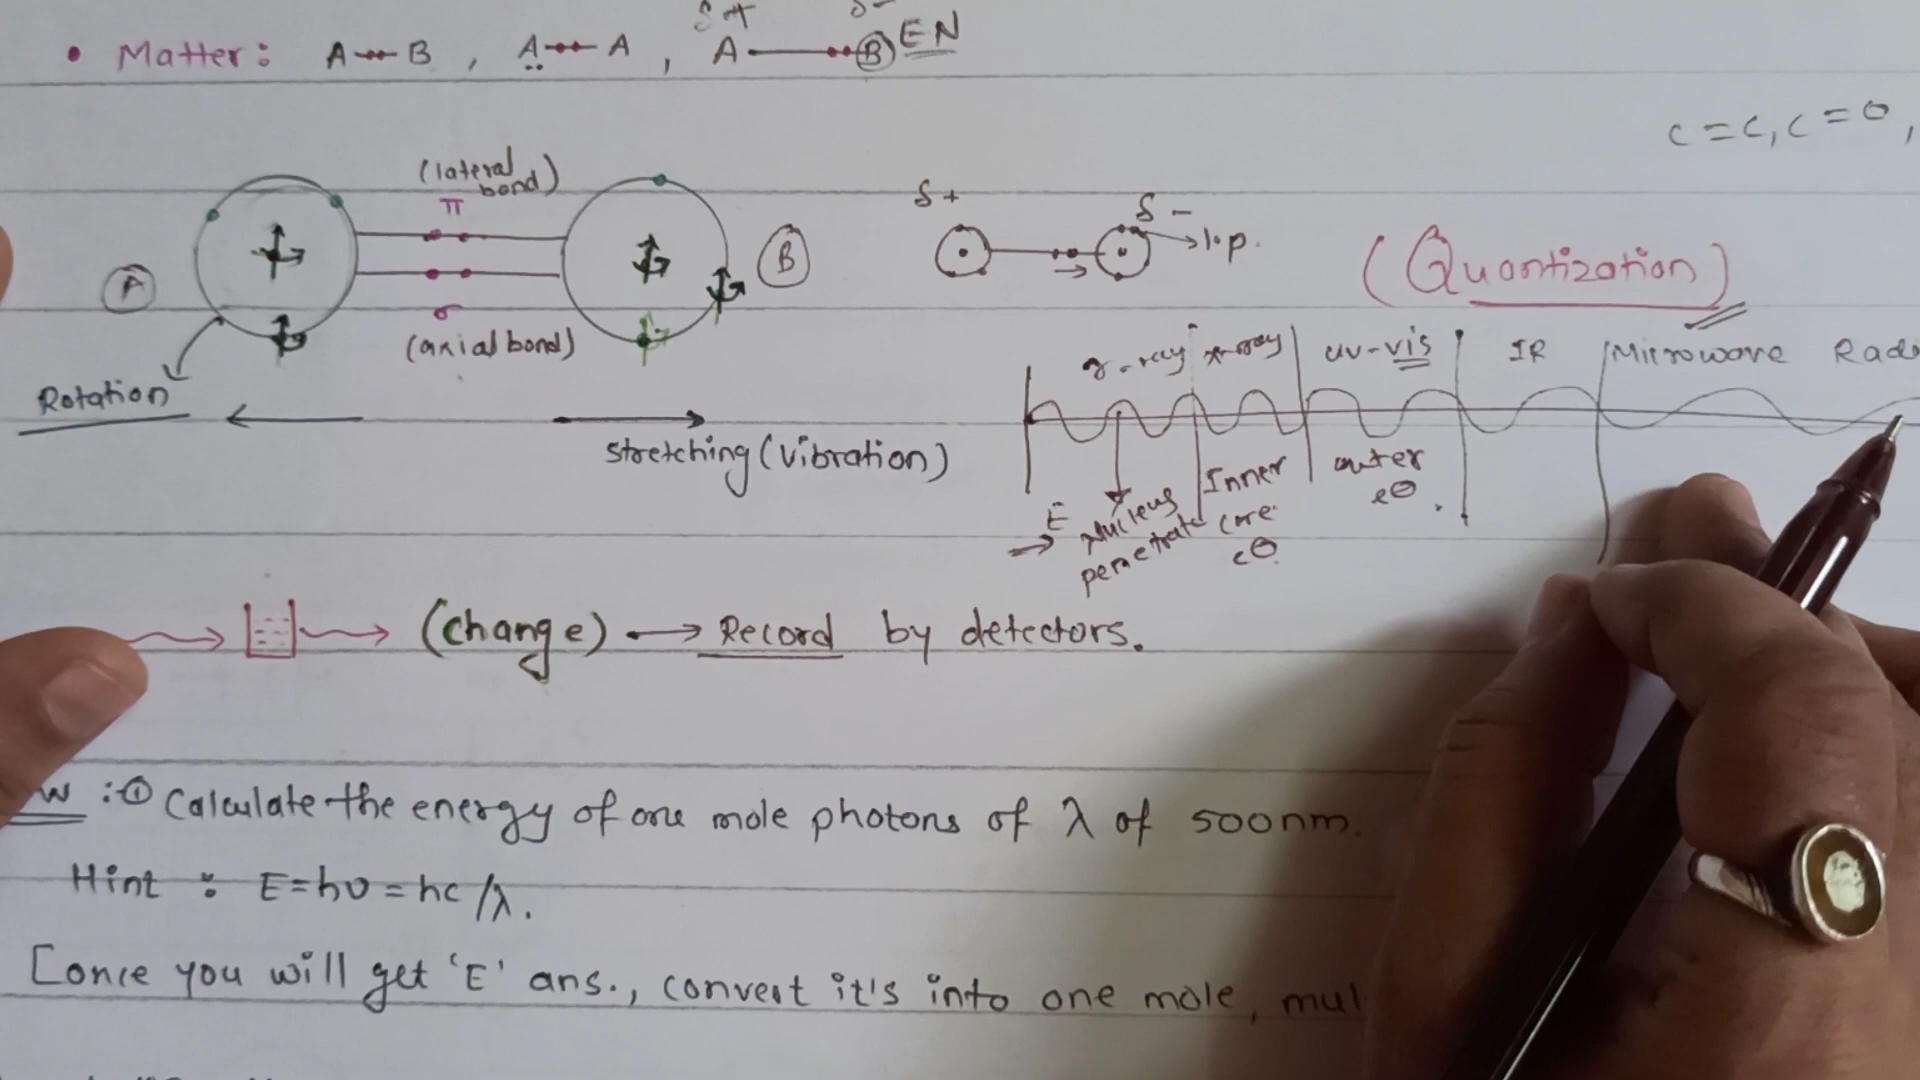 δ+ δ-
• Matter: A—B, A—A, A—B EN
c=c, c=o,
(lateral bond)
π
A
B
σ
(axial bond)
Rotation
stretching (vibration)
δ+ δ-
l.p.
(Quantization)
γ-ray x-ray uv-vis IR Microwave Radi
E Nucleus penetrate Inner core e⊖ outer e⊖
(change) → Record by detectors.
w :① Calculate the energy of one mole photons of λ of 500nm.
Hint : E=hυ = hc/λ.
[once you will get 'E' ans., convert it's into one mole, mul